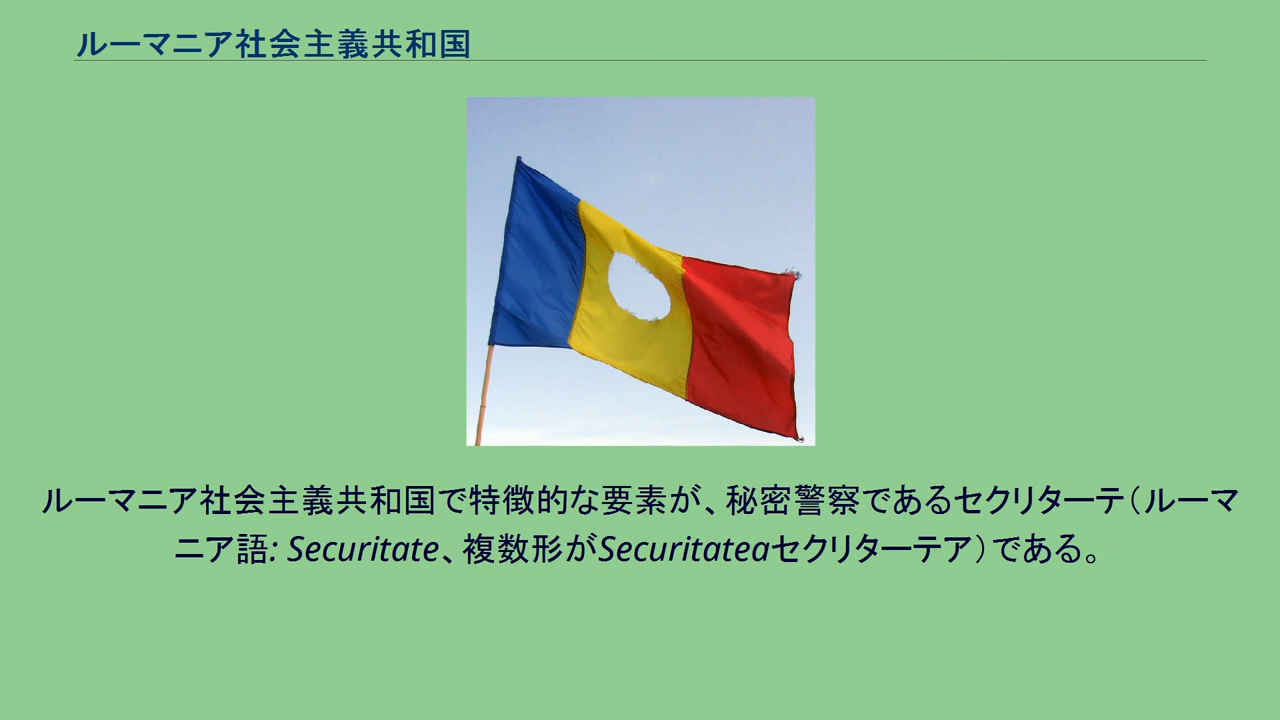 ルーマニア社会主義共和国
ルーマニア社会主義共和国で特徴的な要素が、秘密警察であるセクリターテ（ルーマ
ニア語: Securitate、複数形がSecuritateaセクリターテア）である。